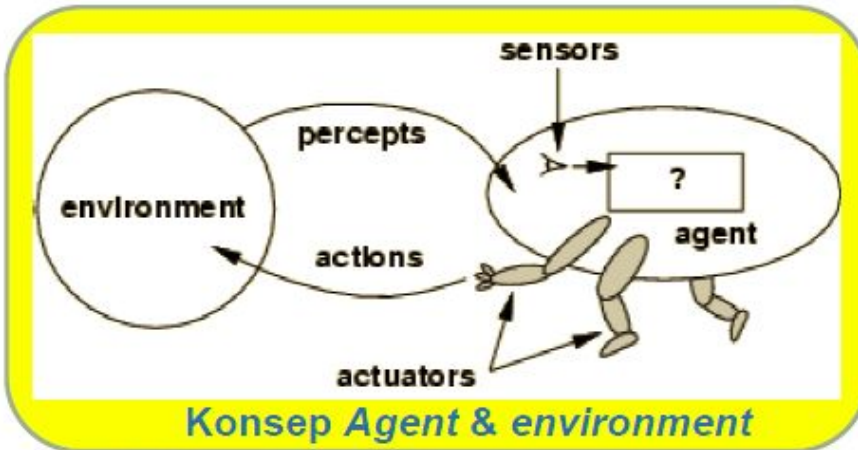 sensors
percepts
environment
?
agent
actions
actuators
Konsep Agent & environment